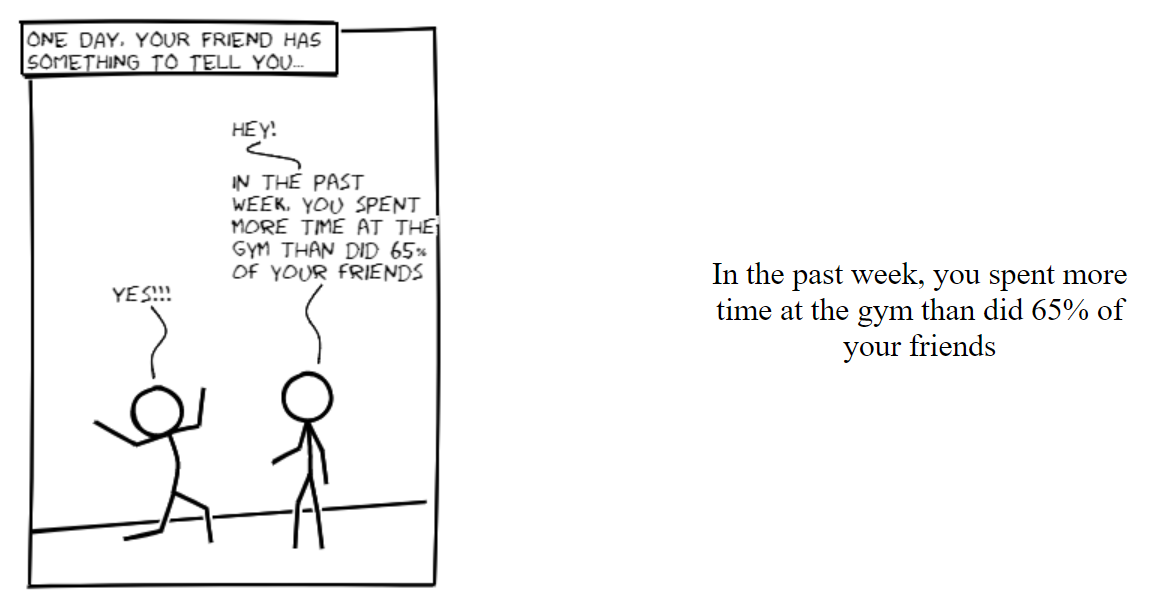 ONE DAY, YOUR FRIEND HAS
SOMETHING TO TELL YOU...
HEY!
IN THE PAST
WEEK, YOU SPENT
MORE TIME AT THE
GYM THAN DID 65%
OF YOUR FRIENDS
YES!!!
In the past week, you spent more
time at the gym than did 65% of
your friends